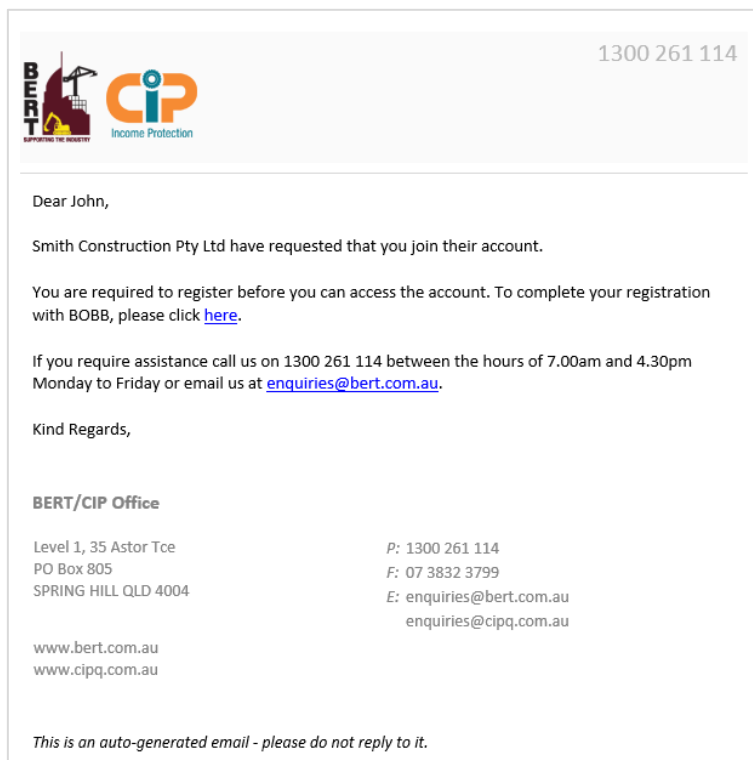 1300 261 114
BERT
SUPPORTING THE INDUSTRY
CiP
Income Protection
Dear John,
Smith Construction Pty Ltd have requested that you join their account.
You are required to register before you can access the account. To complete your registration
with BOBB, please click here.
If you require assistance call us on 1300 261 114 between the hours of 7.00am and 4.30pm
Monday to Friday or email us at enquiries@bert.com.au.
Kind Regards,
BERT/CIP Office
Level 1, 35 Astor Tce
PO Box 805
SPRING HILL QLD 4004
P: 1300 261 114
F: 07 3832 3799
E: enquiries@bert.com.au
enquiries@cipq.com.au
www.bert.com.au
www.cipq.com.au
This is an auto-generated email - please do not reply to it.